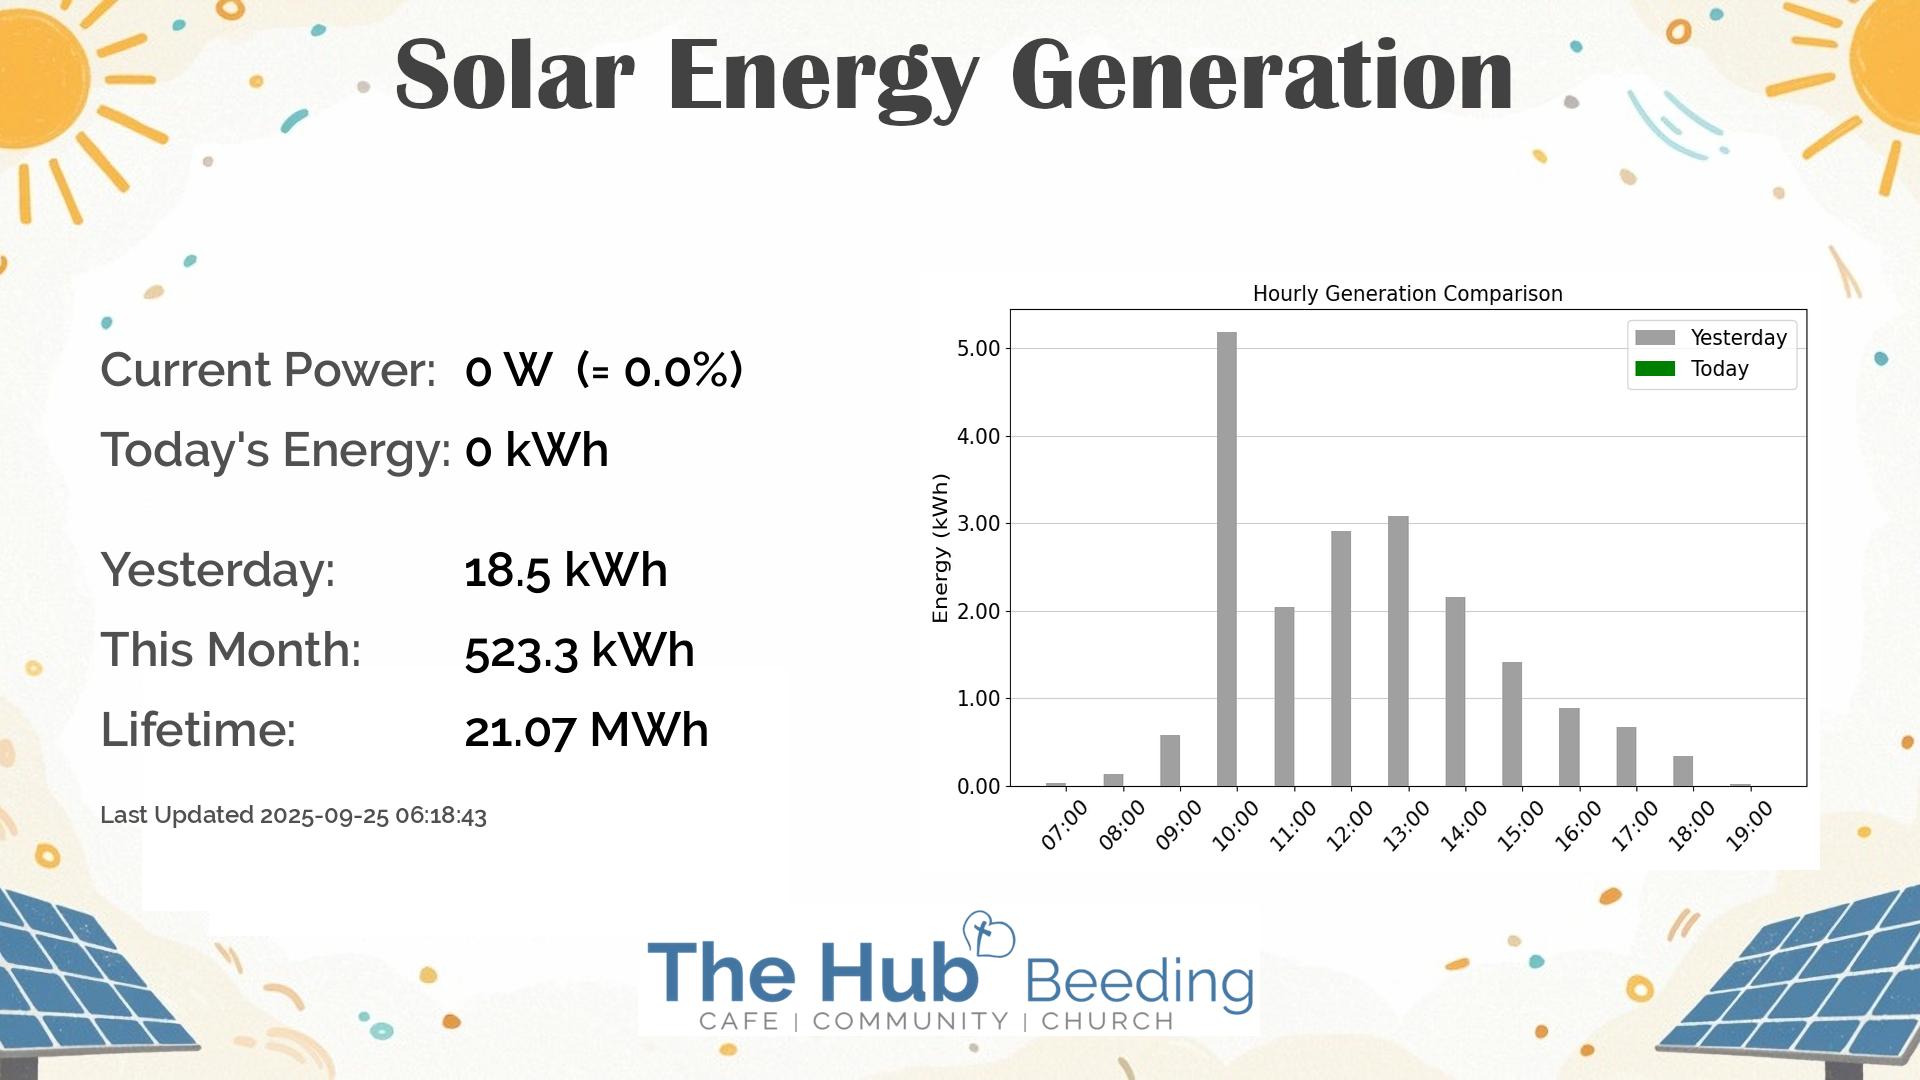 Solar Energy Generation
Current Power: 0 W (= 0.0%)
Today's Energy: 0 kWh
Yesterday: 18.5 kWh
This Month: 523.3 kWh
Lifetime: 21.07 MWh
Last Updated 2025-09-25 06:18:43
Hourly Generation Comparison
Yesterday
Today
Energy (kWh)
5.00
4.00
3.00
2.00
1.00
0.00
07:00 08:00 09:00 10:00 11:00 12:00 13:00 14:00 15:00 16:00 17:00 18:00 19:00
The Hub Beeding
CAFE | COMMUNITY | CHURCH